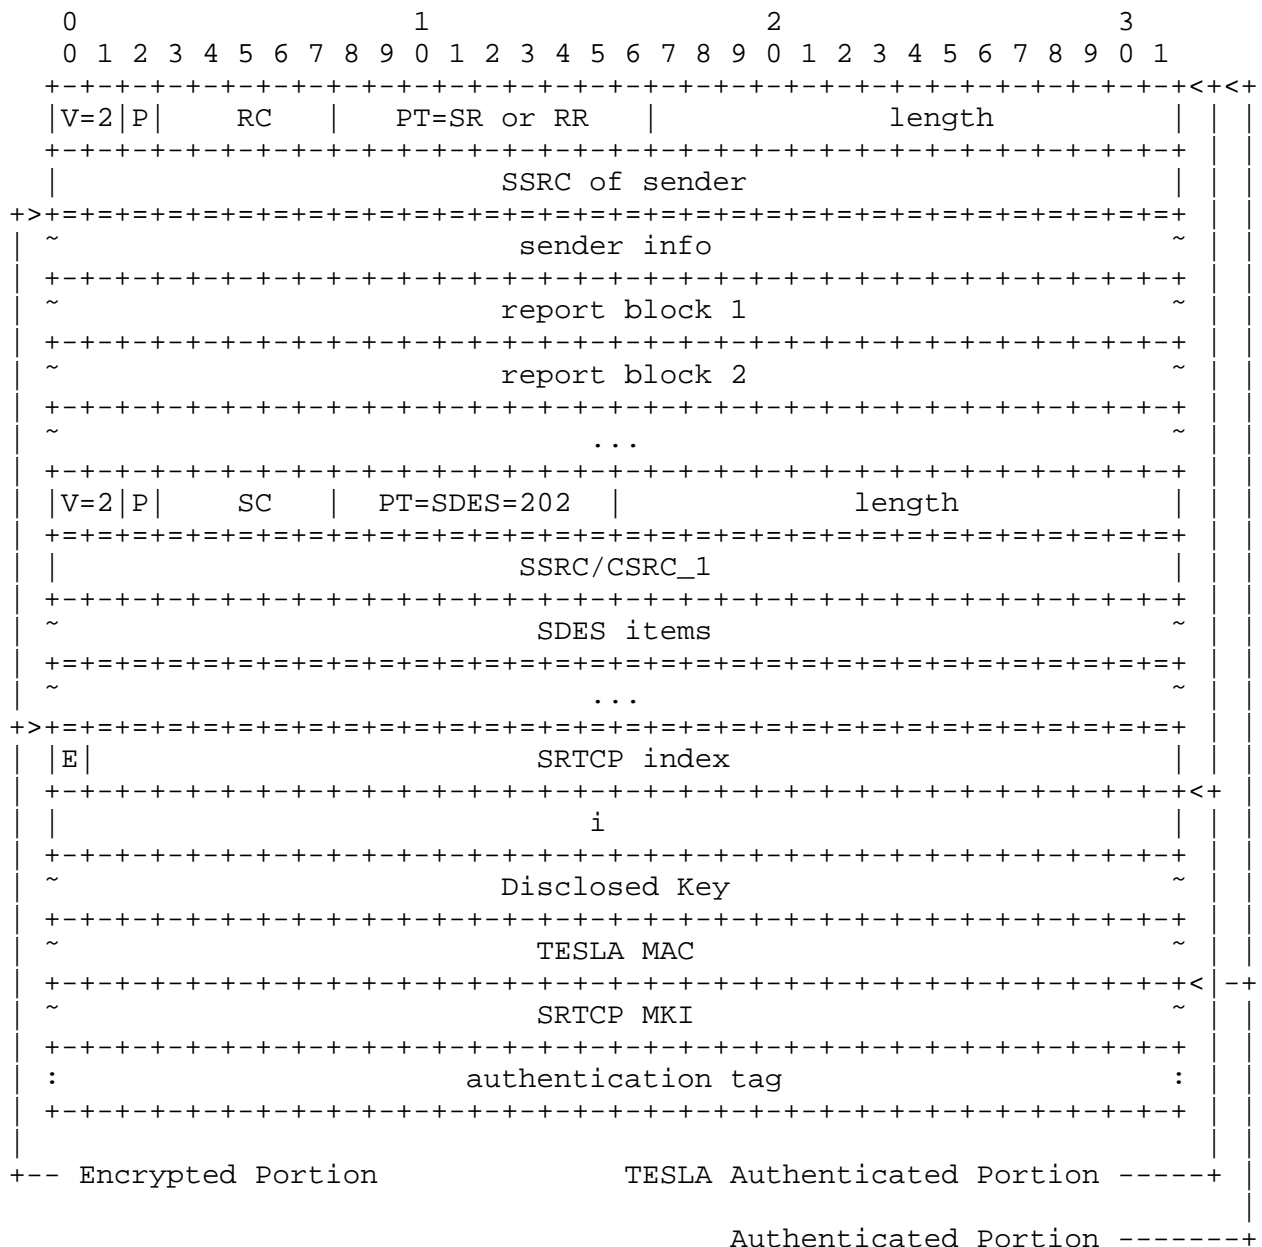 0                   1                   2                   3
0 1 2 3 4 5 6 7 8 9 0 1 2 3 4 5 6 7 8 9 0 1 2 3 4 5 6 7 8 9 0 1
+-+-+-+-+-+-+-+-+-+-+-+-+-+-+-+-+-+-+-+-+-+-+-+-+-+-+-+-+-+-+-+-+<+<+
|V=2|P|    RC   |   PT=SR or RR   |             length          | | |
+-+-+-+-+-+-+-+-+-+-+-+-+-+-+-+-+-+-+-+-+-+-+-+-+-+-+-+-+-+-+-+-+ | |
|                         SSRC of sender                        | | |
+>+=+=+=+=+=+=+=+=+=+=+=+=+=+=+=+=+=+=+=+=+=+=+=+=+=+=+=+=+=+=+=+=+ | |
| ~                          sender info                          ~ | |
| +-+-+-+-+-+-+-+-+-+-+-+-+-+-+-+-+-+-+-+-+-+-+-+-+-+-+-+-+-+-+-+-+ | |
| ~                         report block 1                        ~ | |
| +-+-+-+-+-+-+-+-+-+-+-+-+-+-+-+-+-+-+-+-+-+-+-+-+-+-+-+-+-+-+-+-+ | |
| ~                         report block 2                        ~ | |
| +-+-+-+-+-+-+-+-+-+-+-+-+-+-+-+-+-+-+-+-+-+-+-+-+-+-+-+-+-+-+-+-+ | |
| ~                              ...                              ~ | |
| +-+-+-+-+-+-+-+-+-+-+-+-+-+-+-+-+-+-+-+-+-+-+-+-+-+-+-+-+-+-+-+-+ | |
| |V=2|P|    SC   |  PT=SDES=202  |             length            | | |
| +=+=+=+=+=+=+=+=+=+=+=+=+=+=+=+=+=+=+=+=+=+=+=+=+=+=+=+=+=+=+=+=+ | |
| |                          SSRC/CSRC_1                          | | |
| +-+-+-+-+-+-+-+-+-+-+-+-+-+-+-+-+-+-+-+-+-+-+-+-+-+-+-+-+-+-+-+-+ | |
| ~                           SDES items                          ~ | |
| +=+=+=+=+=+=+=+=+=+=+=+=+=+=+=+=+=+=+=+=+=+=+=+=+=+=+=+=+=+=+=+=+ | |
| ~                              ...                              ~ | |
+>+=+=+=+=+=+=+=+=+=+=+=+=+=+=+=+=+=+=+=+=+=+=+=+=+=+=+=+=+=+=+=+=+ | |
| |E|                         SRTCP index                         | | |
| +-+-+-+-+-+-+-+-+-+-+-+-+-+-+-+-+-+-+-+-+-+-+-+-+-+-+-+-+-+-+-+-+<+ |
| |                              i                                | | |
| +-+-+-+-+-+-+-+-+-+-+-+-+-+-+-+-+-+-+-+-+-+-+-+-+-+-+-+-+-+-+-+-+ | |
| ~                         Disclosed Key                         ~ | |
| +-+-+-+-+-+-+-+-+-+-+-+-+-+-+-+-+-+-+-+-+-+-+-+-+-+-+-+-+-+-+-+-+ | |
| ~                           TESLA MAC                           ~ | |
| +-+-+-+-+-+-+-+-+-+-+-+-+-+-+-+-+-+-+-+-+-+-+-+-+-+-+-+-+-+-+-+-+<|-+
| ~                           SRTCP MKI                           ~ | |
| +-+-+-+-+-+-+-+-+-+-+-+-+-+-+-+-+-+-+-+-+-+-+-+-+-+-+-+-+-+-+-+-+ | |
| :                       authentication tag                      : | |
| +-+-+-+-+-+-+-+-+-+-+-+-+-+-+-+-+-+-+-+-+-+-+-+-+-+-+-+-+-+-+-+-+ | |
|                                                                   | |
+-- Encrypted Portion              TESLA Authenticated Portion -----+ |
|
Authenticated Portion -------+